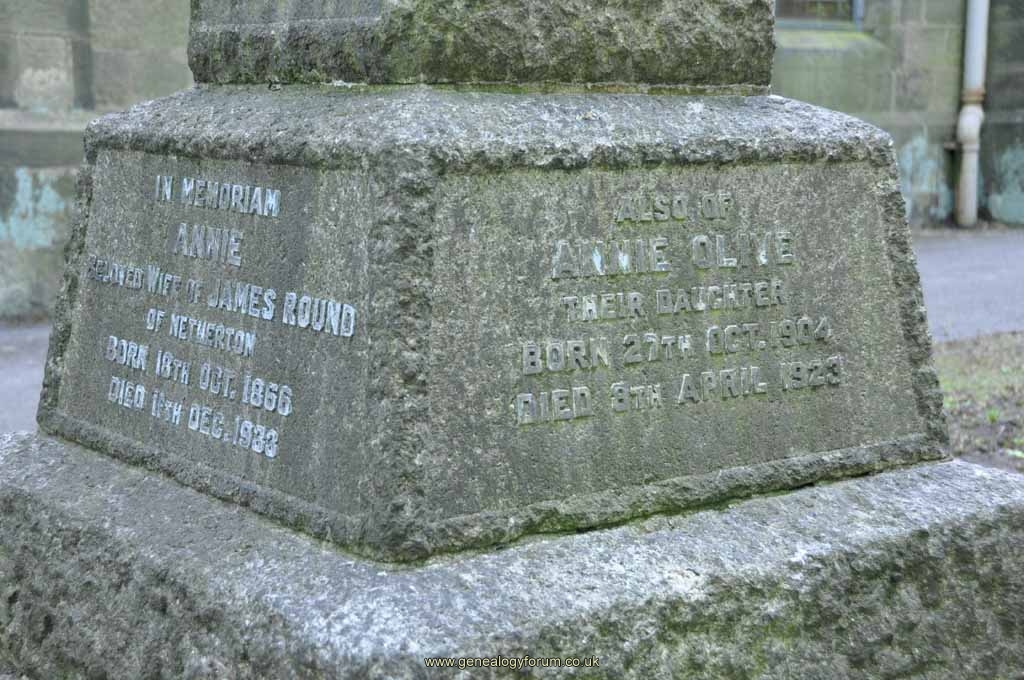 IN MEMORIAM
ANNIE
BELOVED WIFE OF JAMES ROUND
OF NETHERTON
BORN 18TH OCT. 1866
DIED 11TH DEC. 1933
ALSO OF
ANNIE OLIVE
THEIR DAUGHTER
BORN 27TH OCT. 1904
DIED 8TH APRIL 1923
www.genealogyforum.co.uk